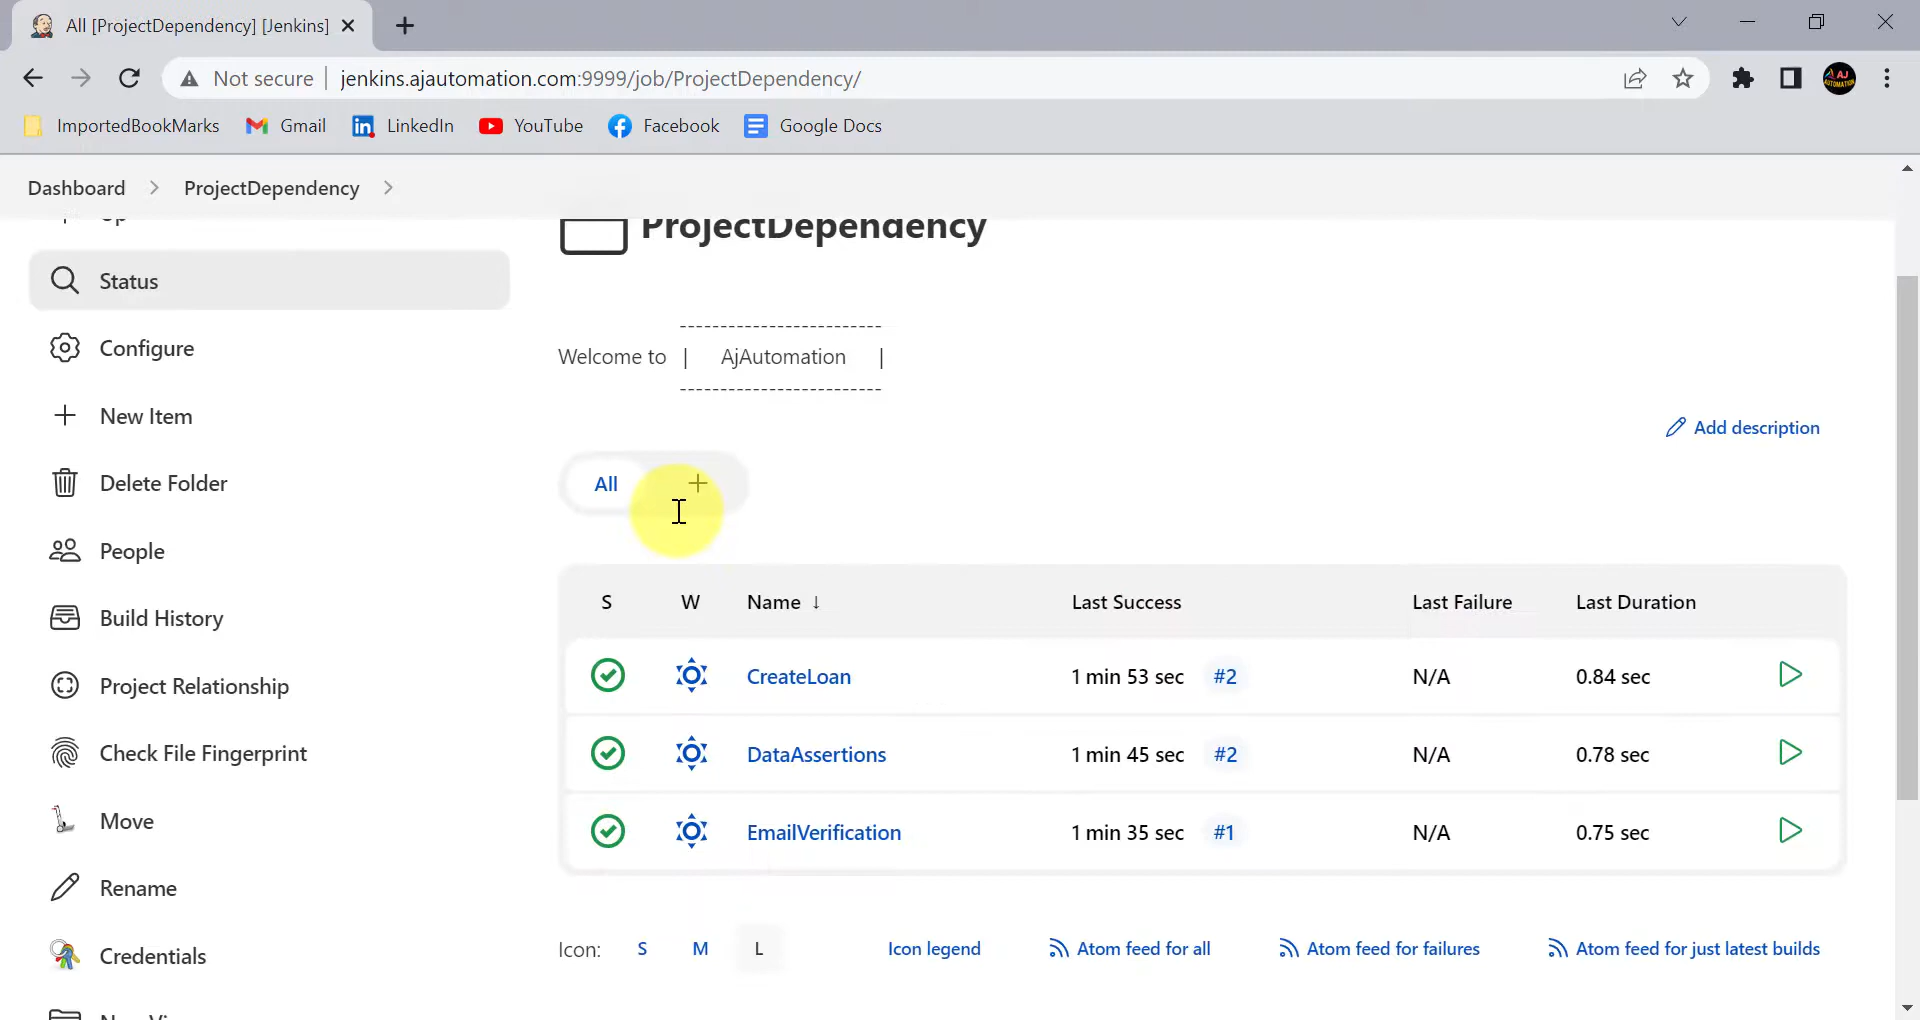 All [ProjectDependency] [Jenkins]
Not secure jenkins.ajautomation.com:9999/job/ProjectDependency/
ImportedBookMarks Gmail LinkedIn YouTube Facebook Google Docs
Dashboard ProjectDependency
ProjectDependency
Status
Configure
New Item
Delete Folder
People
Build History
Project Relationship
Check File Fingerprint
Move
Rename
Credentials
-------------------------
Welcome to | AjAutomation |
-------------------------
Add description
All +
S W Name ↓ Last Success Last Failure Last Duration
CreateLoan 1 min 53 sec #2 N/A 0.84 sec
DataAssertions 1 min 45 sec #2 N/A 0.78 sec
EmailVerification 1 min 35 sec #1 N/A 0.75 sec
Icon: S M L Icon legend Atom feed for all Atom feed for failures Atom feed for just latest builds